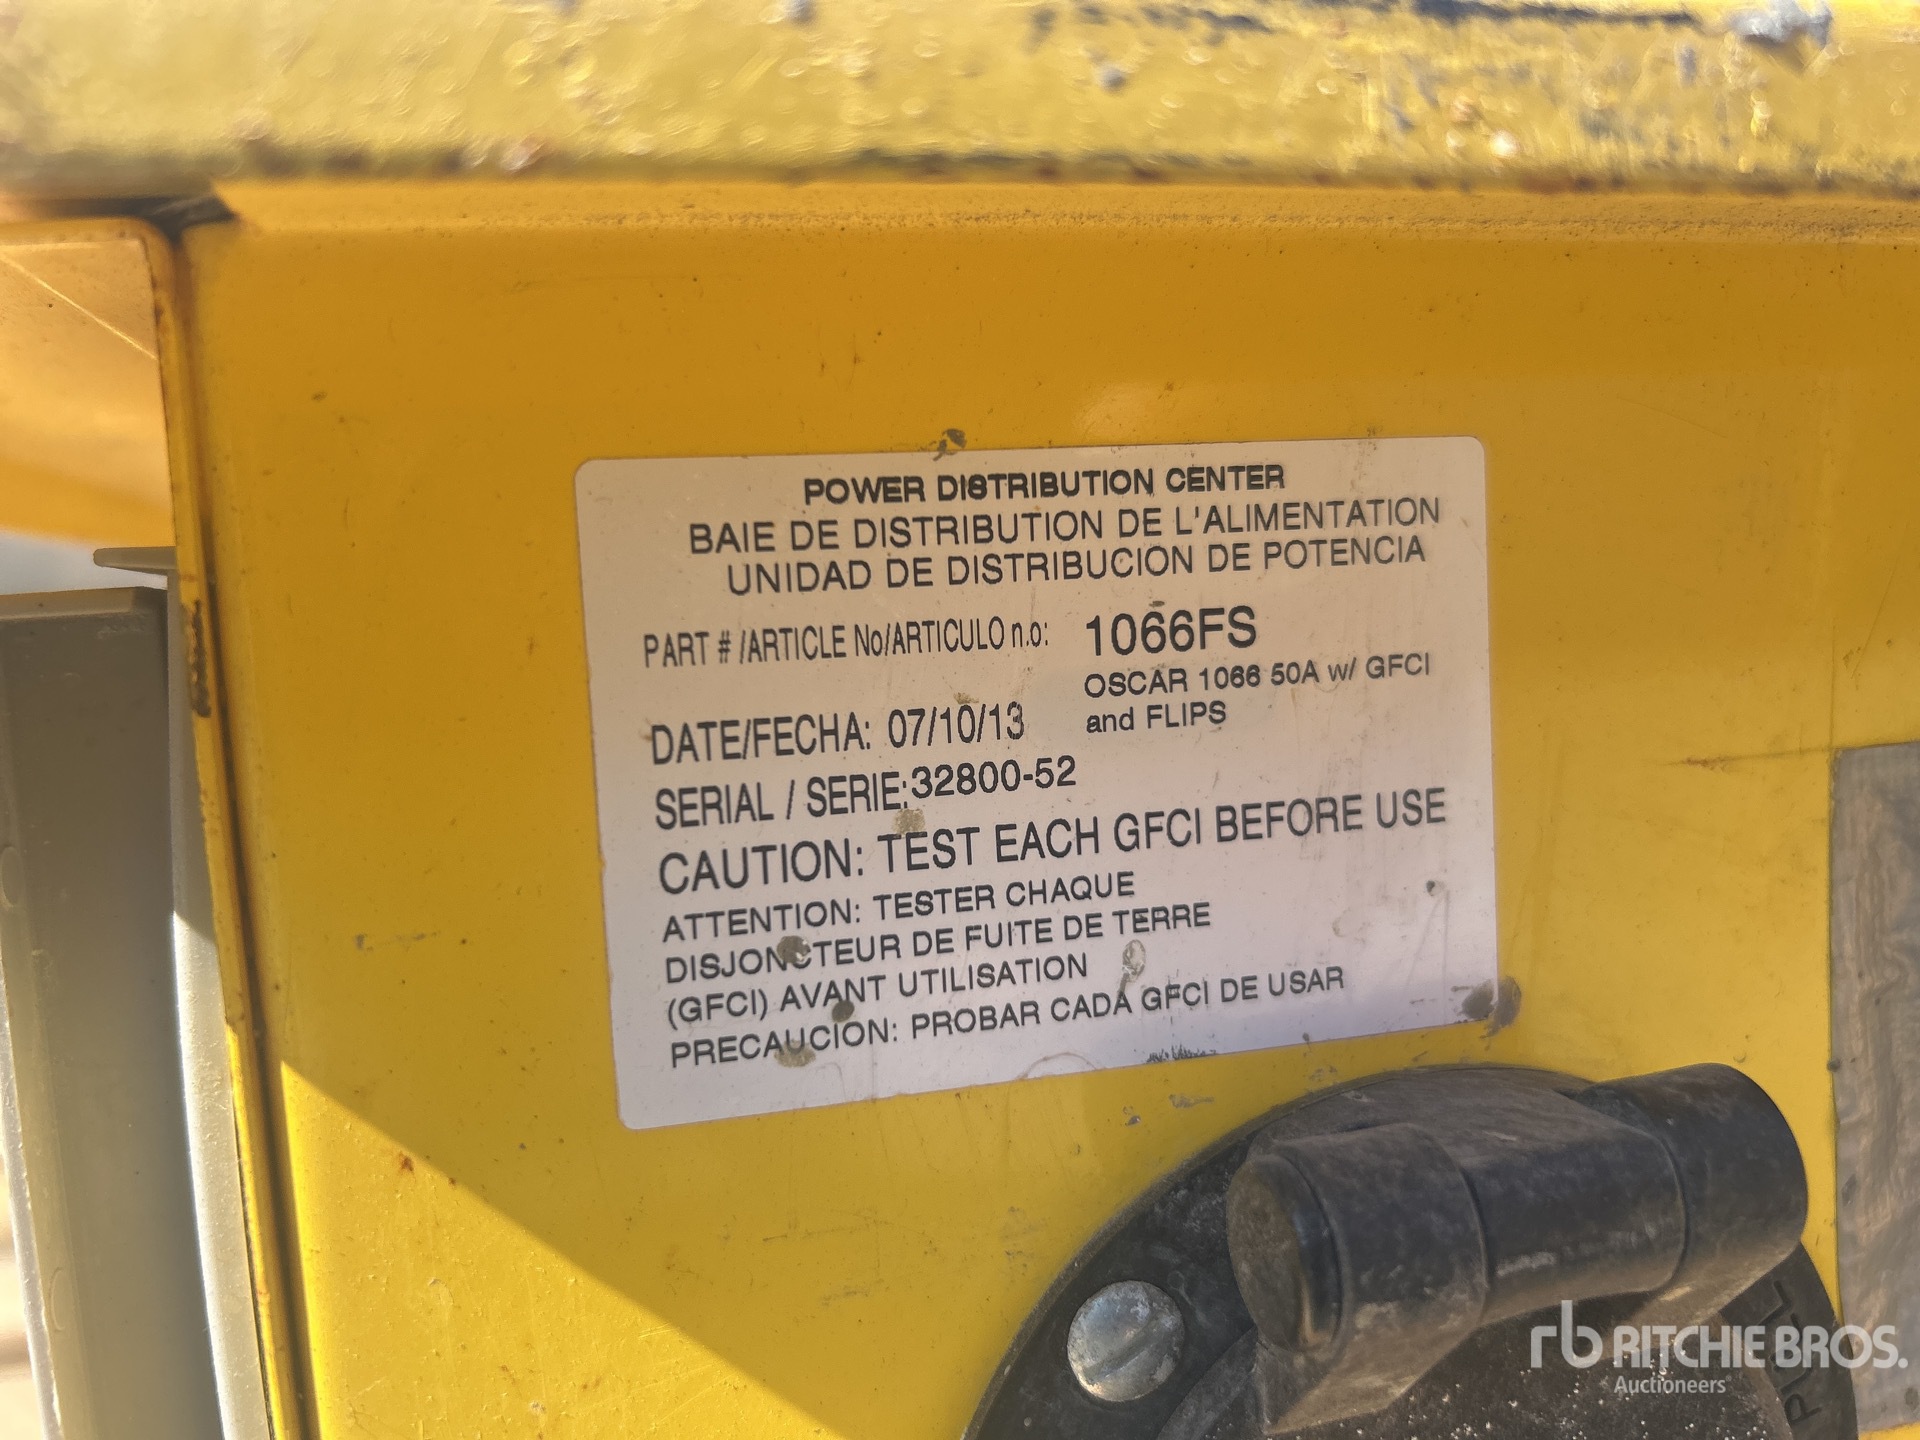 POWER DISTRIBUTION CENTER
BAIE DE DISTRIBUTION DE L'ALIMENTATION
UNIDAD DE DISTRIBUCION DE POTENCIA
PART # /ARTICLE No/ARTICULO n.o: 1066FS
OSCAR 1066 50A w/ GFCI
and FLIPS
DATE/FECHA: 07/10/13
SERIAL / SERIE:32800-52
CAUTION: TEST EACH GFCI BEFORE USE
ATTENTION: TESTER CHAQUE
DISJONCTEUR DE FUITE DE TERRE
(GFCI) AVANT UTILISATION
PRECAUCION: PROBAR CADA GFCI DE USAR
PULL
rb RITCHIE BROS.
Auctioneers